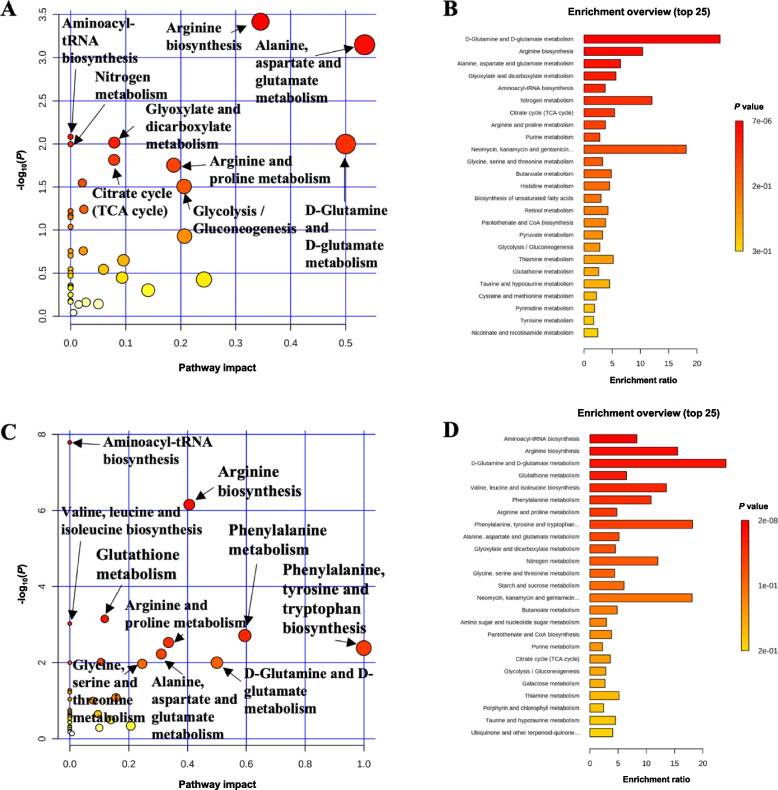 A
3.5
3.0
2.5
2.0
1.5
1.0
0.5
0.0
-log10(P)
Aminoacyl-
tRNA
biosynthesis
Nitrogen
metabolism
Arginine
biosynthesis
Alanine,
aspartate and
glutamate
metabolism
Glyoxylate and
dicarboxylate
metabolism
Arginine and
proline metabolism
Citrate cycle
(TCA cycle)
Glycolysis /
Gluconeogenesis
D-Glutamine
and
D-glutamate
metabolism
0.0 0.1 0.2 0.3 0.4 0.5
Pathway impact
B
Enrichment overview (top 25)
D-Glutamine and D-glutamate metabolism
Arginine biosynthesis
Alanine, aspartate and glutamate metabolism
Glyoxylate and dicarboxylate metabolism
Aminoacyl-tRNA biosynthesis
Nitrogen metabolism
Citrate cycle (TCA cycle)
Arginine and proline metabolism
Purine metabolism
Neomycin, kanamycin and gentamicin...
Glycine, serine and threonine metabolism
Butanoate metabolism
Histidine metabolism
Biosynthesis of unsaturated fatty acids
Retinol metabolism
Pantothenate and CoA biosynthesis
Pyruvate metabolism
Glycolysis / Gluconeogenesis
Thiamine metabolism
Glutathione metabolism
Taurine and hypotaurine metabolism
Cysteine and methionine metabolism
Pyrimidine metabolism
Tyrosine metabolism
Nicotinate and nicotinamide metabolism
0 5 10 15 20
Enrichment ratio
P value
7e-06
2e-01
3e-01
C
8
6
4
2
0
-log10(P)
Aminoacyl-tRNA
biosynthesis
Arginine
biosynthesis
Valine, leucine and
isoleucine biosynthesis
Glutathione
metabolism
Phenylalanine
metabolism
Phenylalanine,
tyrosine and
tryptophan
biosynthesis
Arginine and
proline metabolism
Glycine,
serine and
threonine
metabolism
Alanine,
aspartate and
glutamate
metabolism
D-Glutamine and D-
glutamate
metabolism
0.0 0.2 0.4 0.6 0.8 1.0
Pathway impact
D
Enrichment overview (top 25)
Aminoacyl-tRNA biosynthesis
Arginine biosynthesis
D-Glutamine and D-glutamate metabolism
Glutathione metabolism
Valine, leucine and isoleucine biosynthesis
Phenylalanine metabolism
Arginine and proline metabolism
Phenylalanine, tyrosine and tryptophan...
Alanine, aspartate and glutamate metabolism
Glyoxylate and dicarboxylate metabolism
Nitrogen metabolism
Glycine, serine and threonine metabolism
Starch and sucrose metabolism
Neomycin, kanamycin and gentamicin...
Butanoate metabolism
Amino sugar and nucleotide sugar metabolism
Pantothenate and CoA biosynthesis
Purine metabolism
Citrate cycle (TCA cycle)
Glycolysis / Gluconeogenesis
Galactose metabolism
Thiamine metabolism
Porphyrin and chlorophyll metabolism
Taurine and hypotaurine metabolism
Ubiquinone and other terpenoid-quinone...
0 5 10 15 20
Enrichment ratio
P value
2e-08
1e-01
2e-01